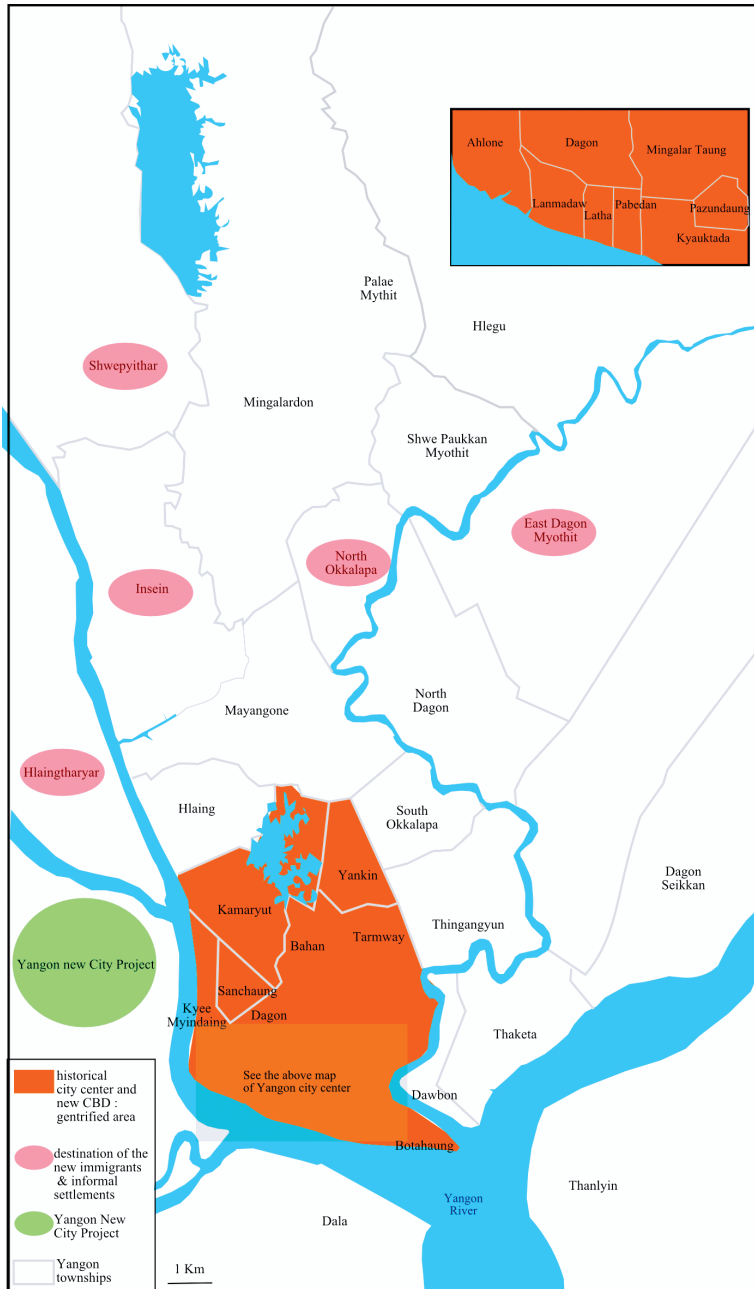 Ahlone
Dagon
Mingalar Taung
Lanmadaw
Latha
Pabedan
Pazundaung
Kyauktada
Palae
Mythit
Hlegu
Shwepyithar
Mingalardon
Shwe Paukkan
Myothit
East Dagon
Myothit
North
Okkalapa
Insein
North
Dagon
Mayangone
Hlaingtharyar
Hlaing
South
Okkalapa
Yankin
Dagon
Seikkan
Kamaryut
Thingangyun
Tarmway
Bahan
Yangon new City Project
Sanchaung
Kyee
Myindaing
Dagon
Thaketa
See the above map
of Yangon city center
Dawbon
Botahaung
Yangon
River
Thanlyin
Dala
historical
city center and
new CBD :
gentrified area
destination of the
new immigrants
& informal
settlements
Yangon New
City Project
Yangon
townships
1 Km